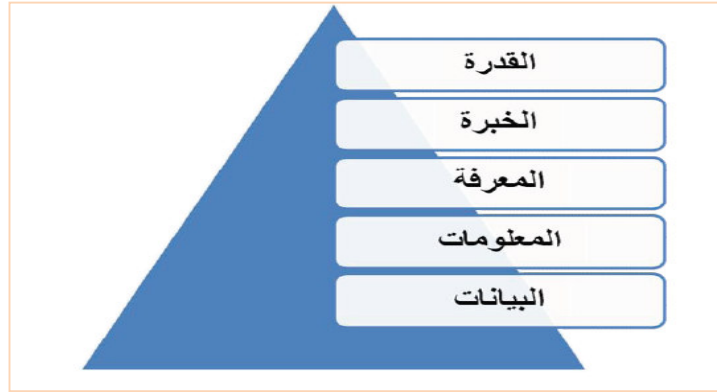 القدرة
الخبرة
المعرفة
المعلومات
البيانات